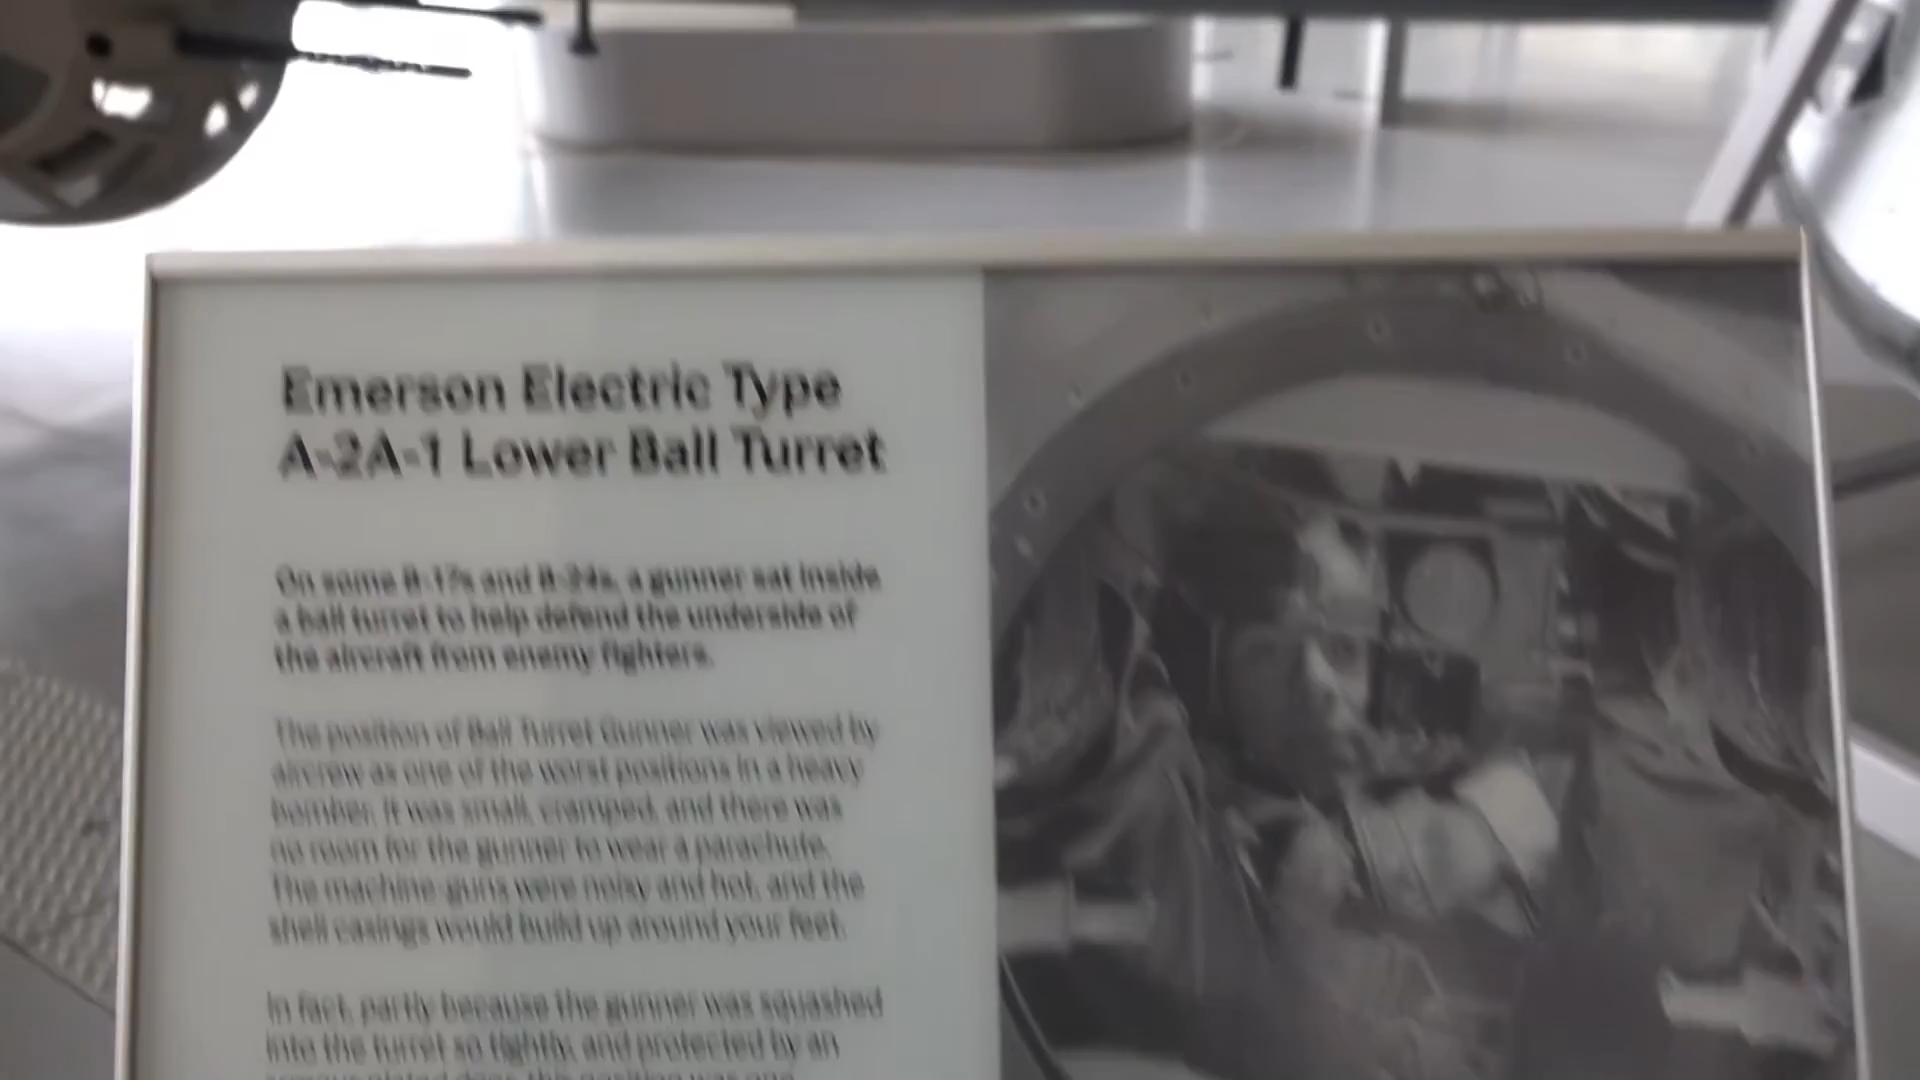 Emerson Electric Type
A-2A-1 Lower Ball Turret
On some B-17s and B-24s, a gunner sat inside
a ball turret to help defend the underside of
the aircraft from enemy fighters.
The position of Ball Turret Gunner was viewed by
aircrew as one of the worst positions in a heavy
bomber. It was small, cramped, and there was
no room for the gunner to wear a parachute.
The machine-guns were noisy and hot, and the
shell casings would build up around your feet.
In fact, partly because the gunner was squashed
into the turret so tightly, and protected by an
this position was one